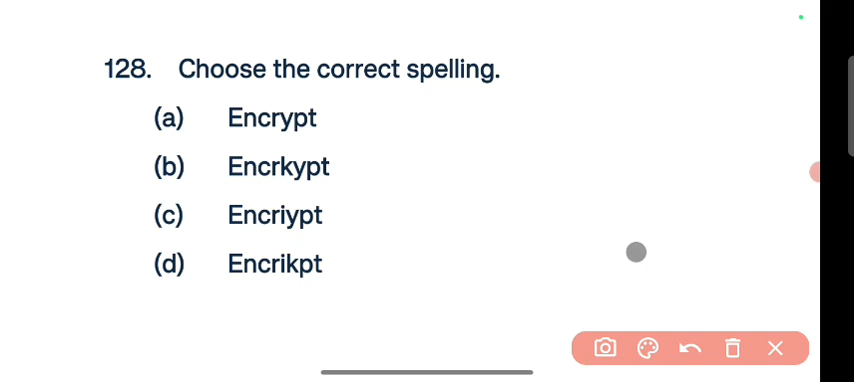 128. Choose the correct spelling.
(a) Encrypt
(b) Encrkypt
(c) Encriypt
(d) Encrikpt